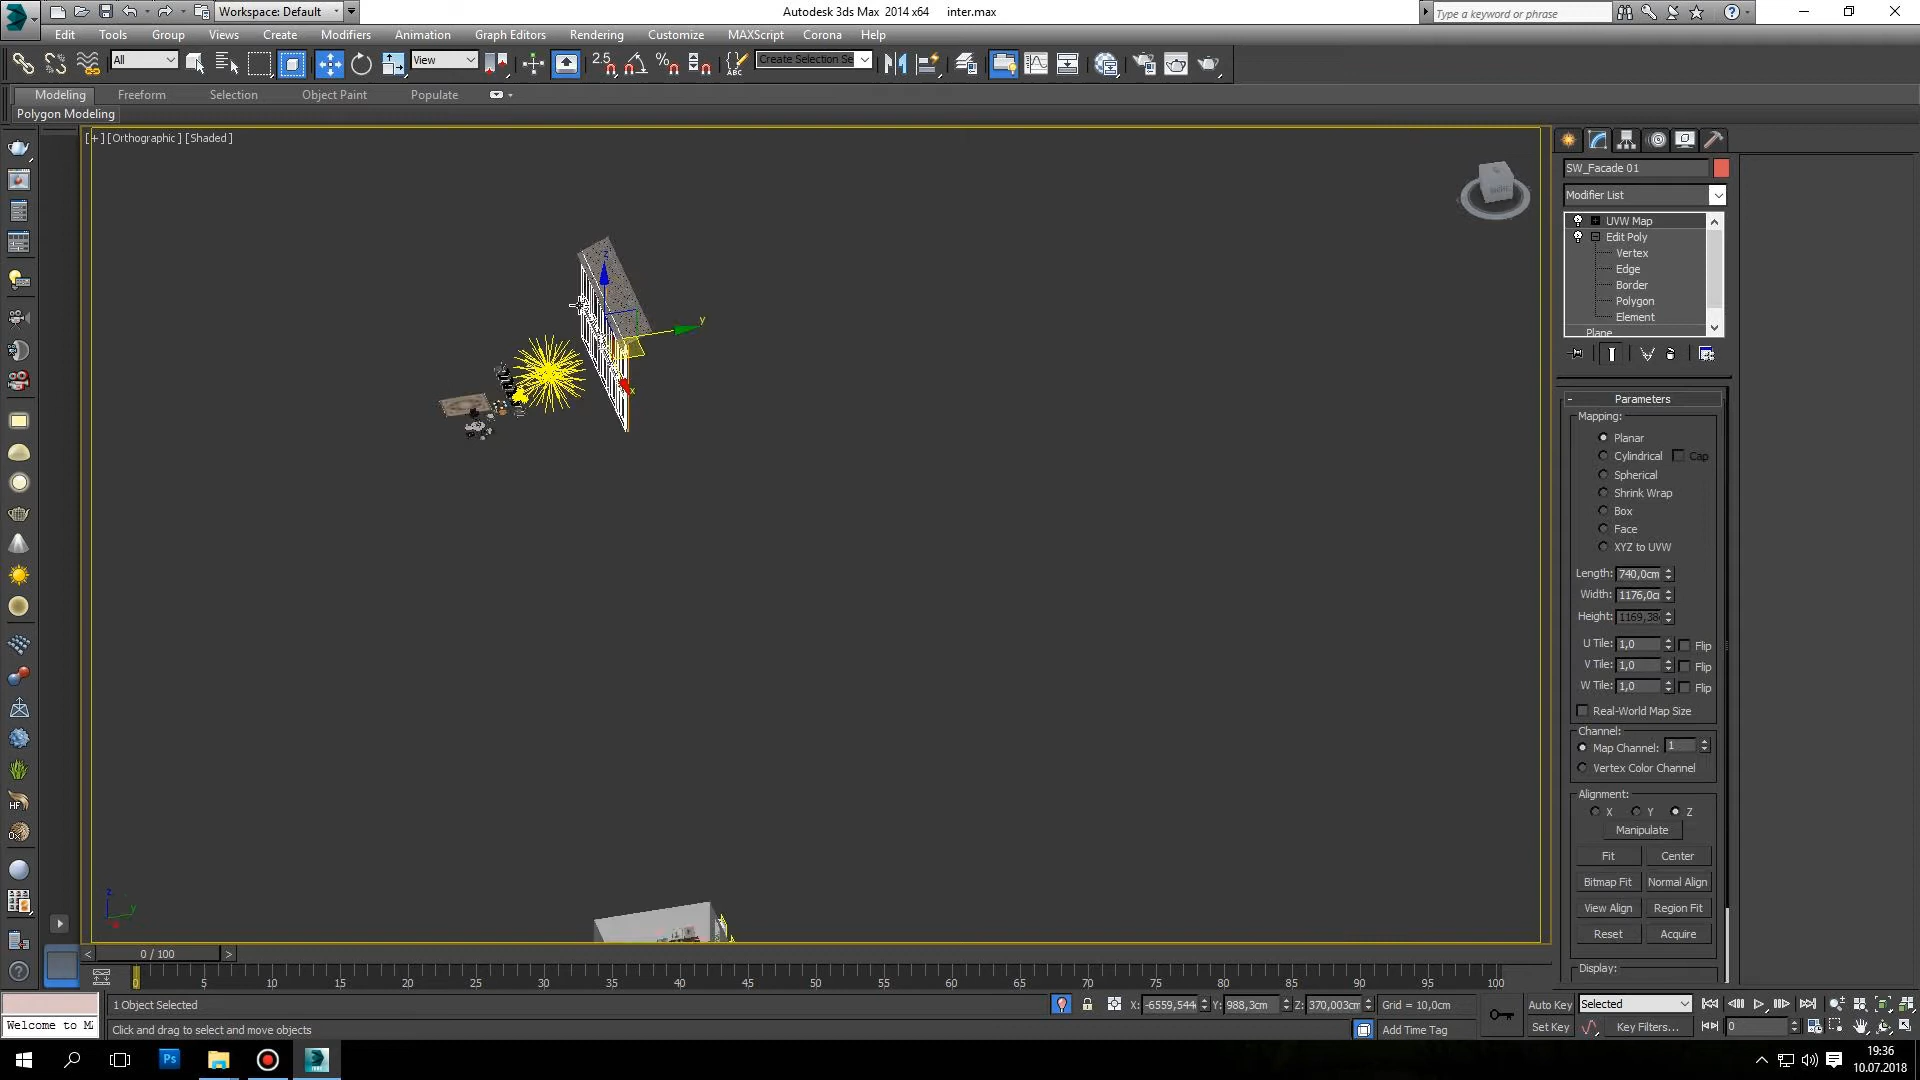 Workspace: Default
Autodesk 3ds Max 2014 x64 inter.max
Type a keyword or phrase
Edit Tools Group Views Create Modifiers Animation Graph Editors Rendering Customize MAXScript Corona Help
All
View
2.5
Create Selection Se
Modeling Freeform Selection Object Paint Populate
Polygon Modeling
[+] [Orthographic] [Shaded]
SW_Facade 01
Modifier List
UVW Map
Edit Poly
Vertex
Edge
Border
Polygon
Element
Plane
z
y
x
- Parameters
Mapping:
Planar
Cylindrical Cap
Spherical
Shrink Wrap
Box
Face
XYZ to UVW
Length: 740,0cm
Width: 1176,0c
Height: 1169,38
U Tile: 1,0 Flip
V Tile: 1,0 Flip
W Tile: 1,0 Flip
Real-World Map Size
Channel:
Map Channel: 1
Vertex Color Channel
Alignment:
X Y Z
Manipulate
Fit Center
Bitmap Fit Normal Align
View Align Region Fit
Reset Acquire
Display:
z
y
< 0 / 100 >
0 5 10 15 20 25 30 35 40 45 50 55 60 65 70 75 80 85 90 95 100
1 Object Selected
X: -6559,544 Y: 988,3cm Z: 370,003cm Grid = 10,0cm
Auto Key Selected
Welcome to M
Click and drag to select and move objects
Add Time Tag
Set Key Key Filters... 0
Ps
19:36
10.07.2018